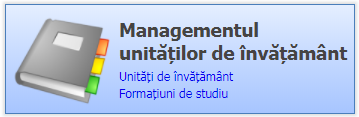 Managementul
unităților de învățământ
Unități de învățământ
Formațiuni de studiu